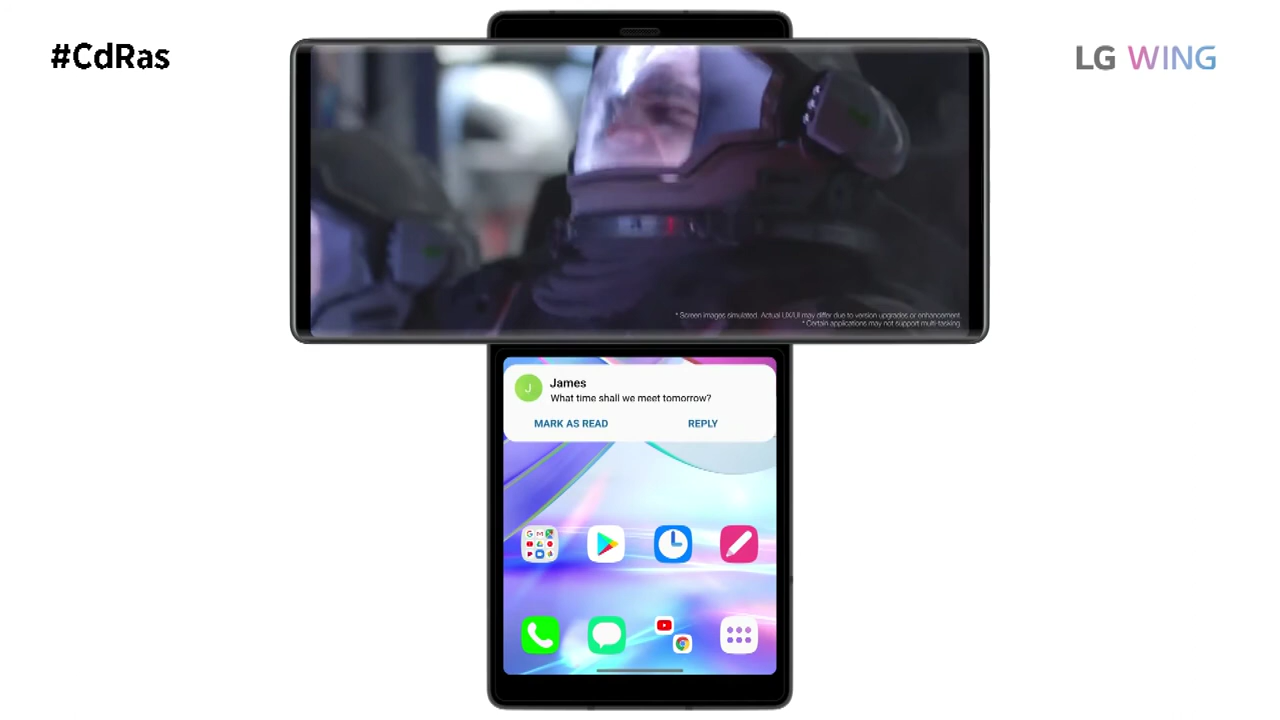 #CdRas
LG WING
* Screen images simulated. Actual UX/UI may differ due to version upgrades or enhancement.
* Certain applications may not support multi-tasking.
J
James
What time shall we meet tomorrow?
MARK AS READ
REPLY